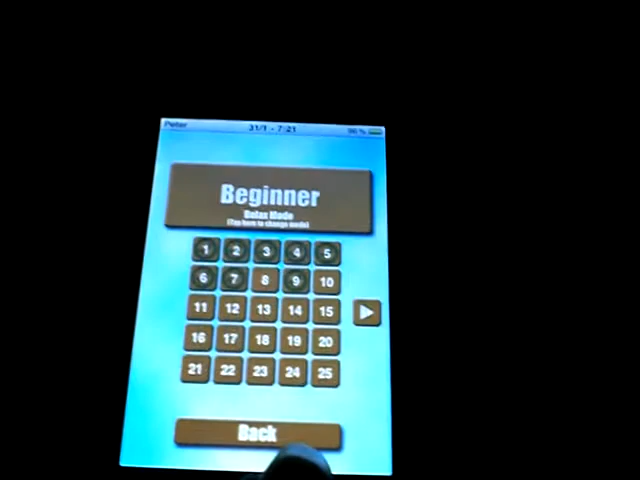 Peter 31/1 - 7:21 96 %
Beginner
Relax Mode
(Tap here to change mode)
1 2 3 4 5
6 7 8 9 10
11 12 13 14 15
16 17 18 19 20
21 22 23 24 25
Back